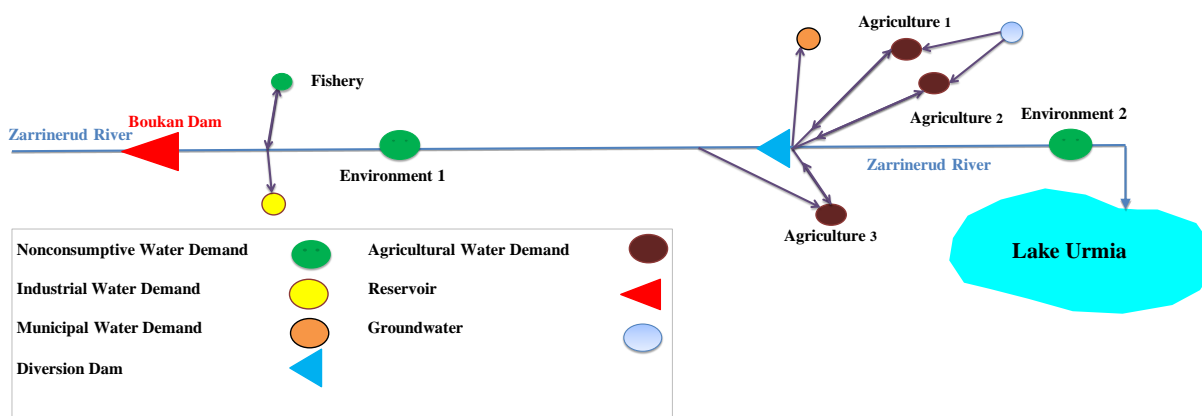 Agriculture 1
Fishery
Boukan Dam
Zarrinerud River
Agriculture 2
Environment 2
Environment 1
Zarrinerud River
Agriculture 3
Lake Urmia
Nonconsumptive Water Demand
Agricultural Water Demand
Industrial Water Demand
Reservoir
Municipal Water Demand
Groundwater
Diversion Dam